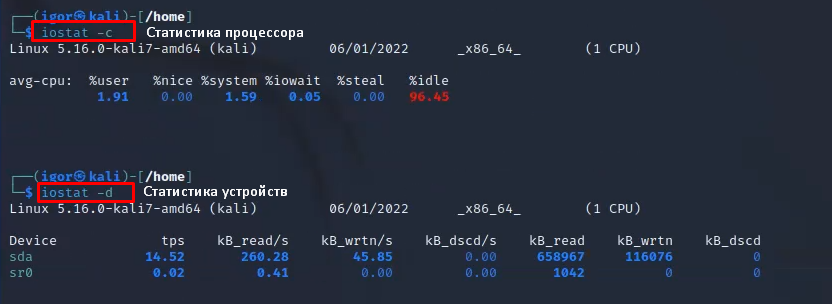 ┌──(igor㉿kali)-[/home]
└─$ iostat -c Статистика процессора
Linux 5.16.0-kali7-amd64 (kali) 06/01/2022 _x86_64_ (1 CPU)
avg-cpu: %user %nice %system %iowait %steal %idle
1.91 0.00 1.59 0.05 0.00 96.45
┌──(igor㉿kali)-[/home]
└─$ iostat -d Статистика устройств
Linux 5.16.0-kali7-amd64 (kali) 06/01/2022 _x86_64_ (1 CPU)
Device tps kB_read/s kB_wrtn/s kB_dscd/s kB_read kB_wrtn kB_dscd
sda 14.52 260.28 45.85 0.00 658967 116076 0
sr0 0.02 0.41 0.00 0.00 1042 0 0